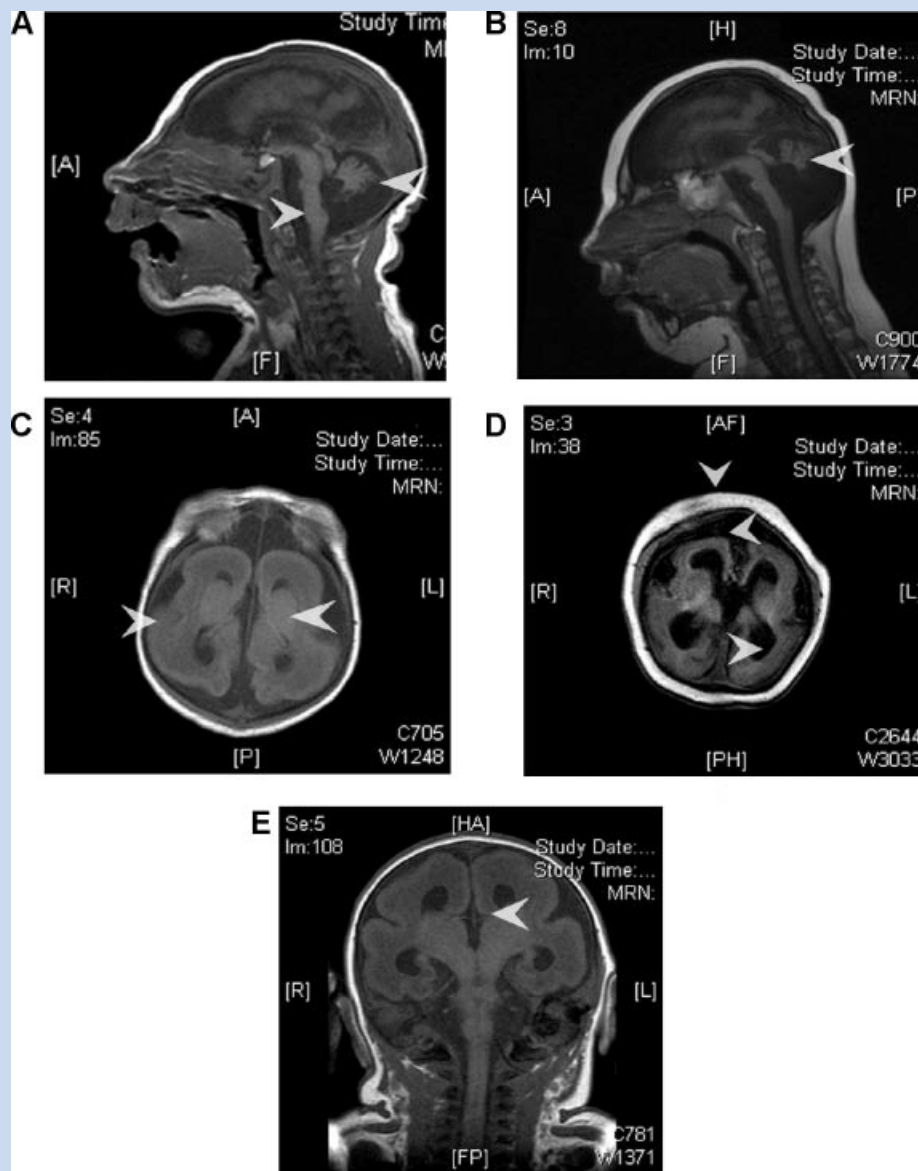 A
Study Time
[A]
[F]
B
Se:8
Im:10
[H]
Study Date:...
Study Time:...
MRN:
[A]
[P
C900
W1774
[F]
C
Se:4
Im:85
[A]
Study Date:...
Study Time:...
MRN:
[R]
[L]
C705
W1248
[P]
D
Se:3
Im:38
[AF]
Study Date:...
Study Time:...
MRN:
[R]
[L]
C2644
W3033
[PH]
E
Se:5
Im:108
[HA]
Study Date:...
Study Time:...
MRN:
[R]
[L]
C781
W1371
[FP]